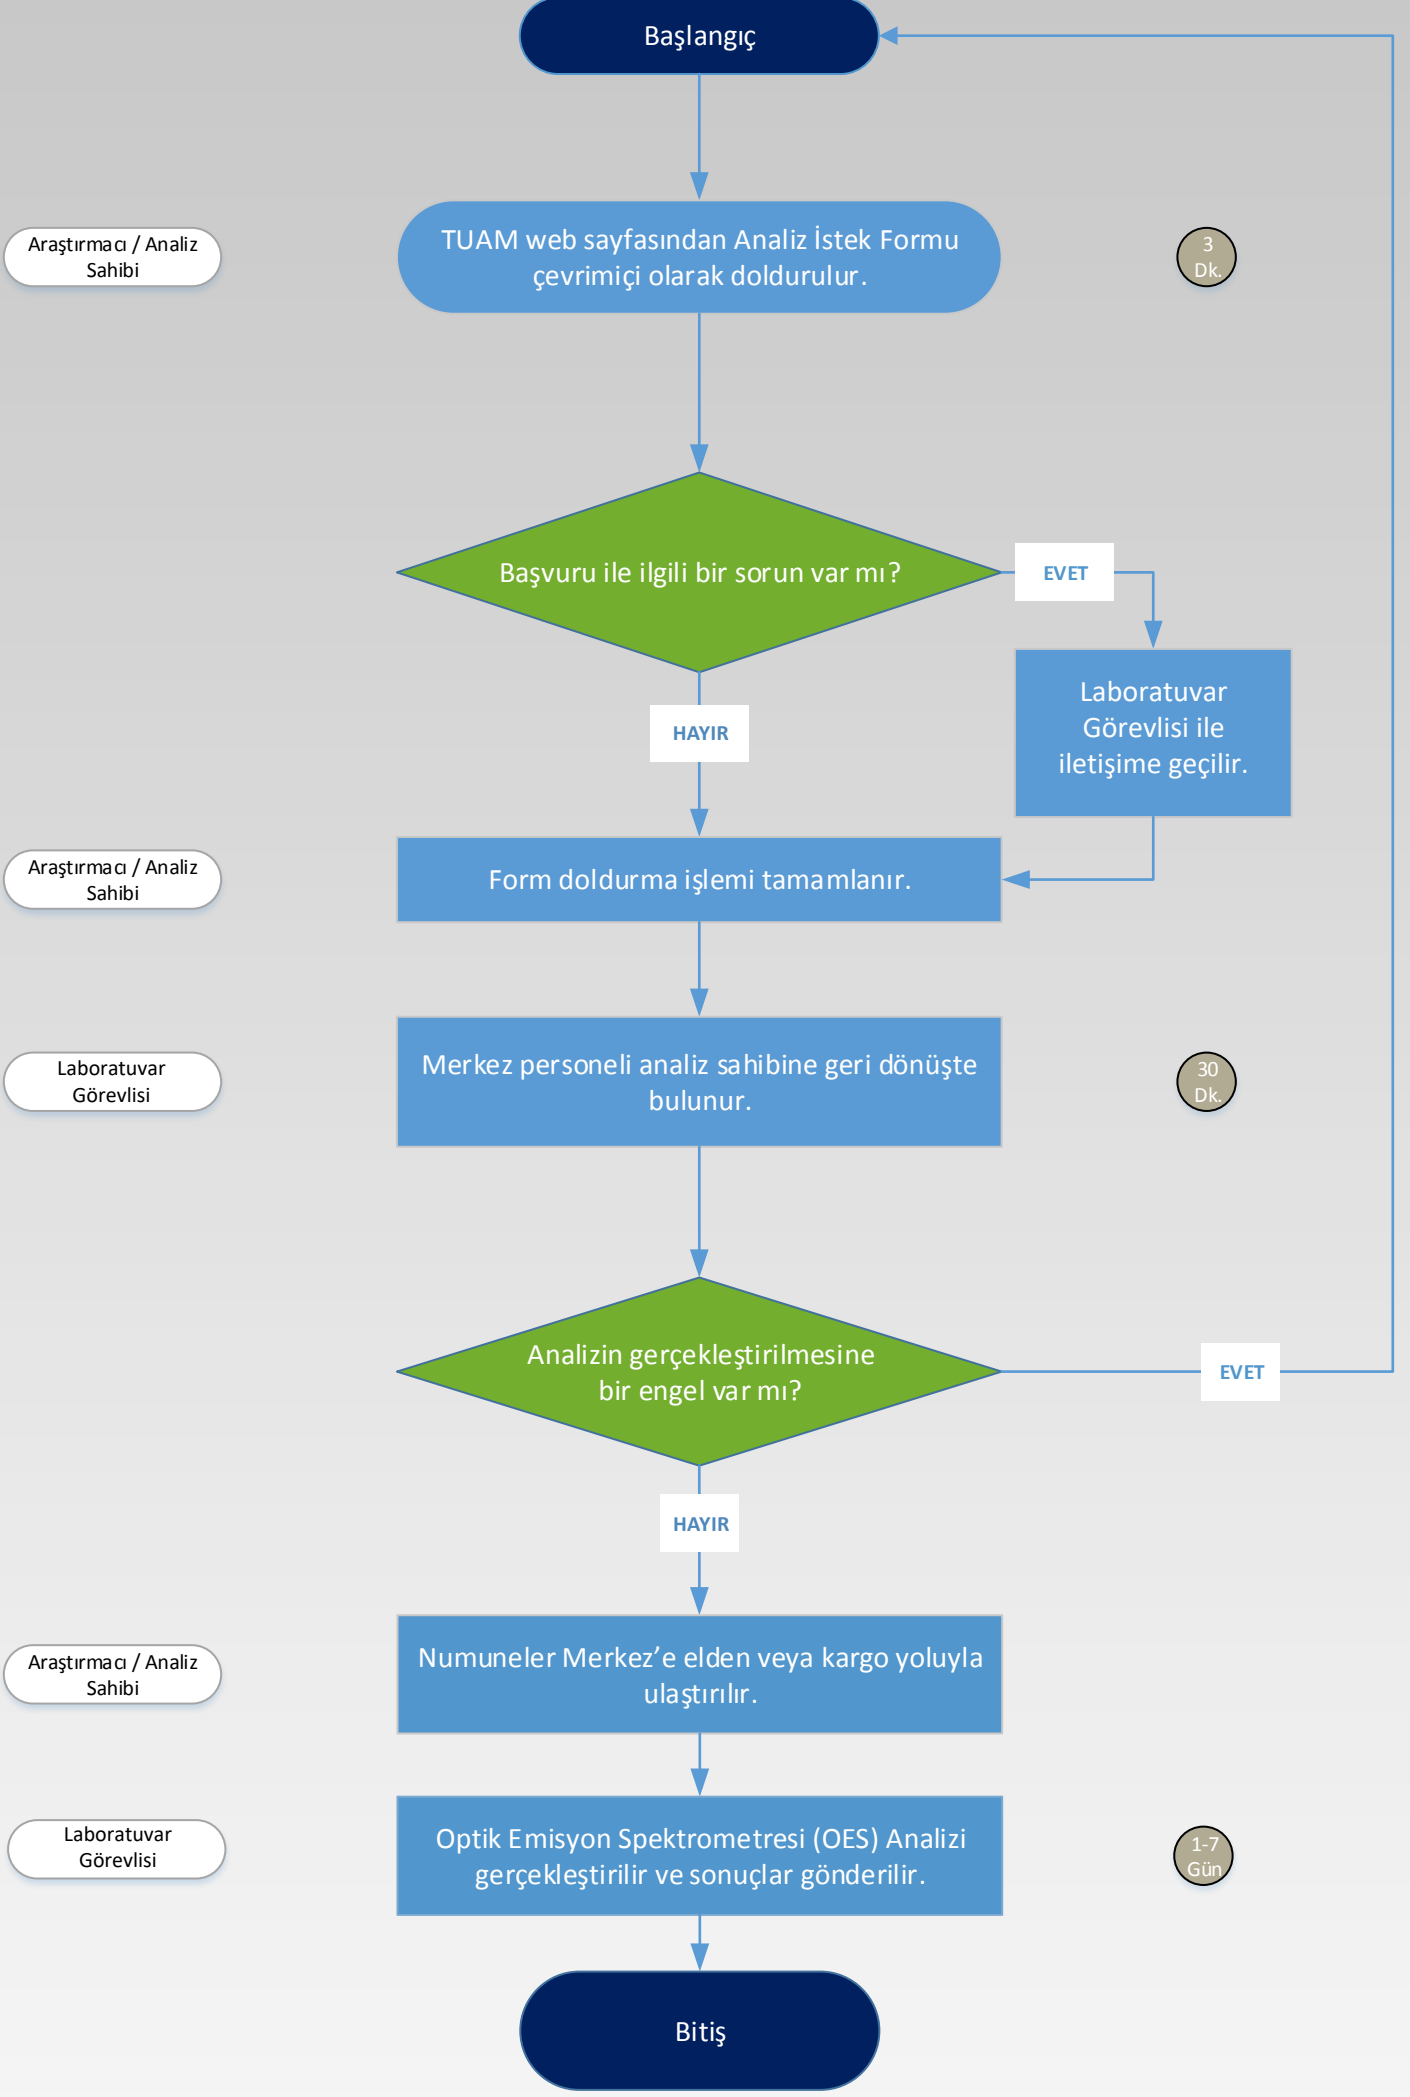 Başlangıç
Araştırmacı / Analiz
Sahibi
TUAM web sayfasından Analiz İstek Formu
çevrimiçi olarak doldurulur.
3
Dk.
Başvuru ile ilgili bir sorun var mı?
EVET
Laboratuvar
Görevlisi ile
iletişime geçilir.
HAYIR
Araştırmacı / Analiz
Sahibi
Form doldurma işlemi tamamlanır.
Laboratuvar
Görevlisi
Merkez personeli analiz sahibine geri dönüşte
bulunur.
30
Dk.
Analizin gerçekleştirilmesine
bir engel var mı?
EVET
HAYIR
Araştırmacı / Analiz
Sahibi
Numuneler Merkez’e elden veya kargo yoluyla
ulaştırılır.
Laboratuvar
Görevlisi
Optik Emisyon Spektrometresi (OES) Analizi
gerçekleştirilir ve sonuçlar gönderilir.
1-7
Gün
Bitiş